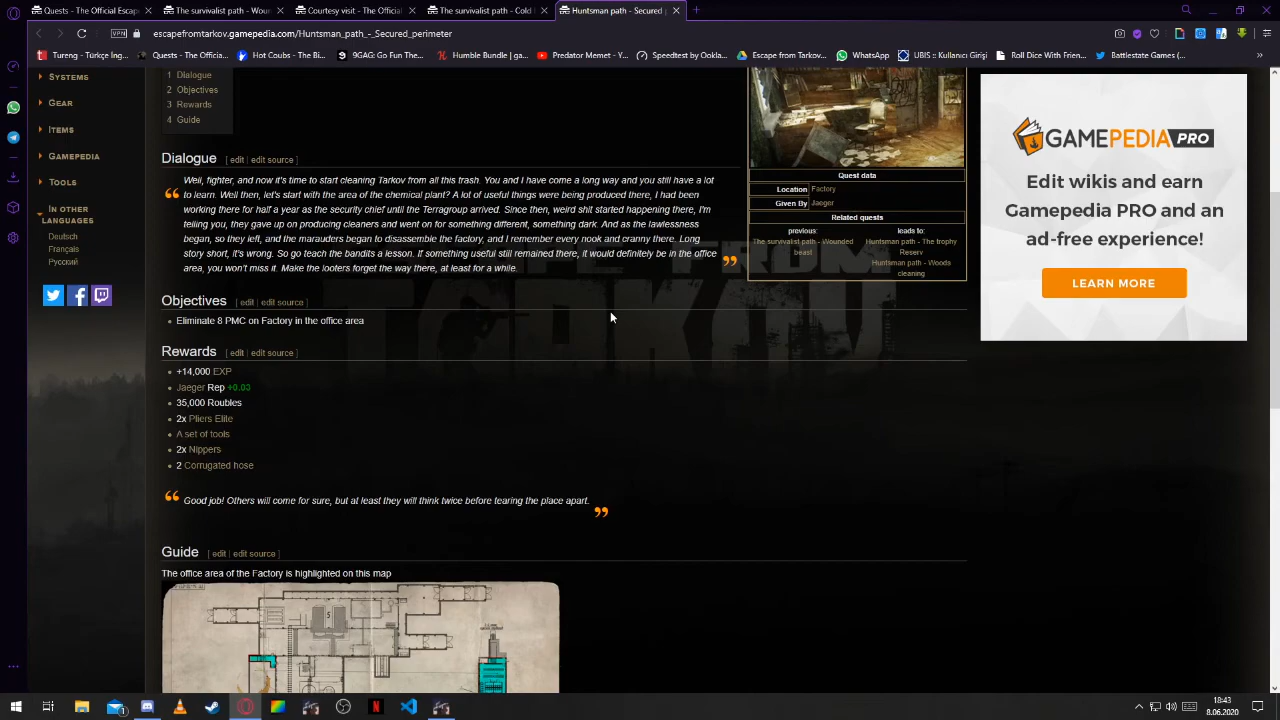 Quests - The Official Escape
Quests - The survivalist path
Courtesy visit - The Official
The survivalist path - Cold
Huntsman path - Secured
VPN
escapefromtarkov.gamepedia.com/Huntsman_path_-_Secured_perimeter
Tureng - Türkçe İng...
Quests - The Official...
Hot Coubs - The Big...
9GAG: Go Fun The...
Humble Bundle | ga...
Predator Memet - Y...
Speedtest by Ookla...
Escape from Tarkov...
WhatsApp
UBIS :: Kullanıcı Girişi
Roll Dice With Frien...
Battlestate Games (...
»
Systems
Gear
Items
Gamepedia
Tools
In other
languages
Deutsch
Français
Русский
1 Dialogue
2 Objectives
3 Rewards
4 Guide
Dialogue [ edit | edit source ]
“ Well, fighter, and now it's time to start cleaning Tarkov from all this trash. You and I have come a long way and you still have a lot
to learn. Well then, let's start with the area of the chemical plant? A lot of useful things were being produced there, I had been
working there for half a year as the security chief until the Terragroup arrived. Since then, weird shit started happening there, I'm
telling you, they gave up on producing cleaners and went on for something different, something dark. And as the lawlessness
began, so they left, and the marauders began to disassemble the factory, and I remember every nook and cranny there. Long
story short, it's wrong. So go teach the bandits a lesson. If something useful still remained there, it would definitely be in the office
area, you won't miss it. Make the looters forget the way there, at least for a while. ”
Objectives [ edit | edit source ]
Eliminate 8 PMC on Factory in the office area
Rewards [ edit | edit source ]
+14,000 EXP
Jaeger Rep +0.03
35,000 Roubles
2x Pliers Elite
A set of tools
2x Nippers
2 Corrugated hose
“ Good job! Others will come for sure, but at least they will think twice before tearing the place apart. ”
Guide [ edit | edit source ]
The office area of the Factory is highlighted on this map
5
Quest data
Location Factory
Given By Jaeger
Related quests
previous:
The survivalist path - Wounded
beast
leads to:
Huntsman path - The trophy
Reserv
Huntsman path - Woods
cleaning
TARKOV
GAMEPEDIA PRO
Edit wikis and earn
Gamepedia PRO and an
ad-free experience!
LEARN MORE
1
18:43
8.06.2020